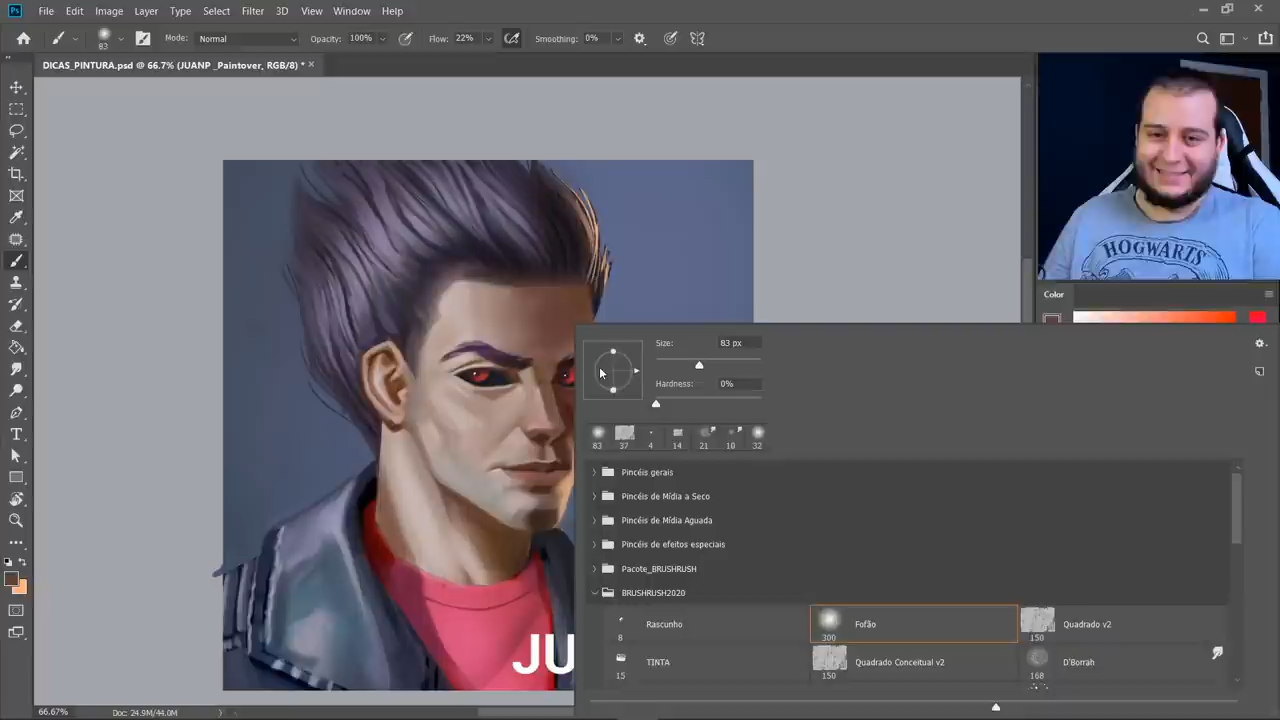 Ps File Edit Image Layer Type Select Filter 3D View Window Help
83 Mode: Normal Opacity: 100% Flow: 22% Smoothing: 0%
DICAS_PINTURA.psd @ 66.7% (JUANP _Paintover, RGB/8) * ×
HOGWARTS
Color
Size: 83 px
Hardness: 0%
83 37 4 14 21 10 32
Pincéis gerais
Pincéis de Mídia a Seco
Pincéis de Mídia Aguada
Pincéis de efeitos especiais
Pacote_BRUSHRUSH
BRUSHRUSH2020
8 Rascunho
300 Fofão
150 Quadrado v2
15 TINTA
150 Quadrado Conceitual v2
168 D'Borrah
JU
66.67% Doc: 24.9M/44.0M